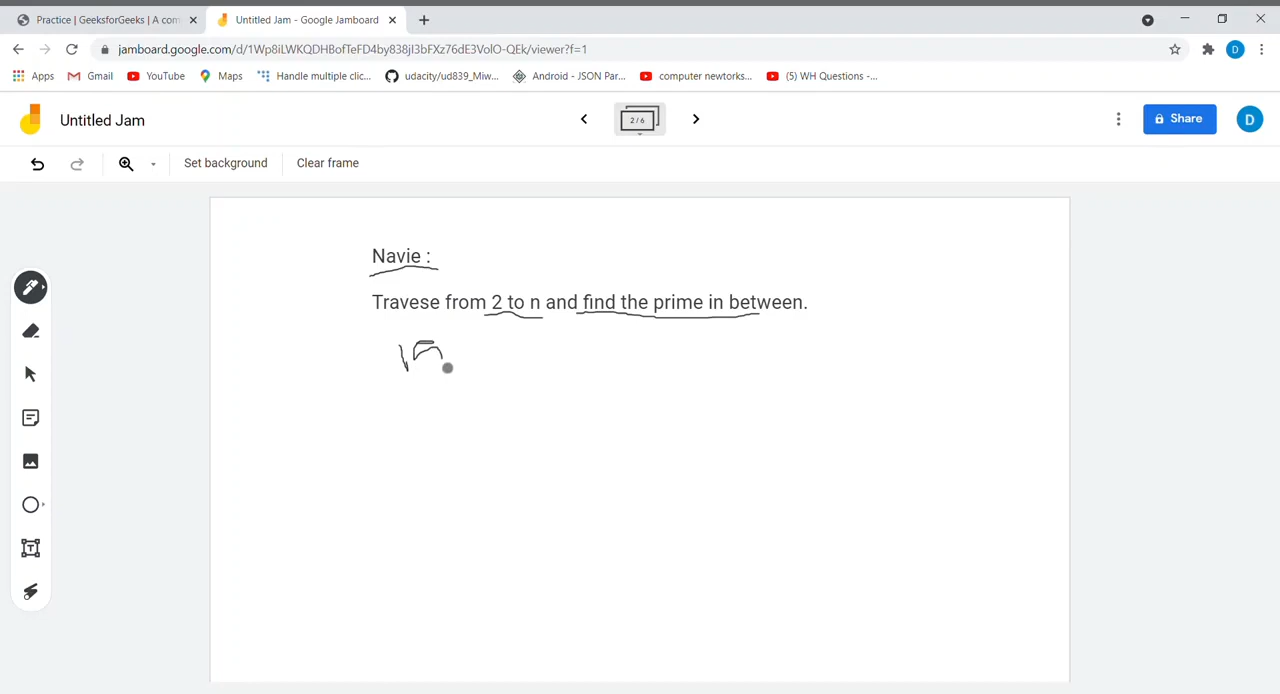 Practice | GeeksforGeeks | A com
Untitled Jam - Google Jamboard
jamboard.google.com/d/1Wp8iLWKQDHBofTeFD4by838jI3bFXz76dE3VolO-QEk/viewer?f=1
Apps Gmail YouTube Maps Handle multiple clic... udacity/ud839_Miw... Android - JSON Par... computer newtorks... (5) WH Questions -...
Untitled Jam
2 / 6
Share
D
Set background Clear frame
Navie :
Travese from 2 to n and find the prime in between.
√n